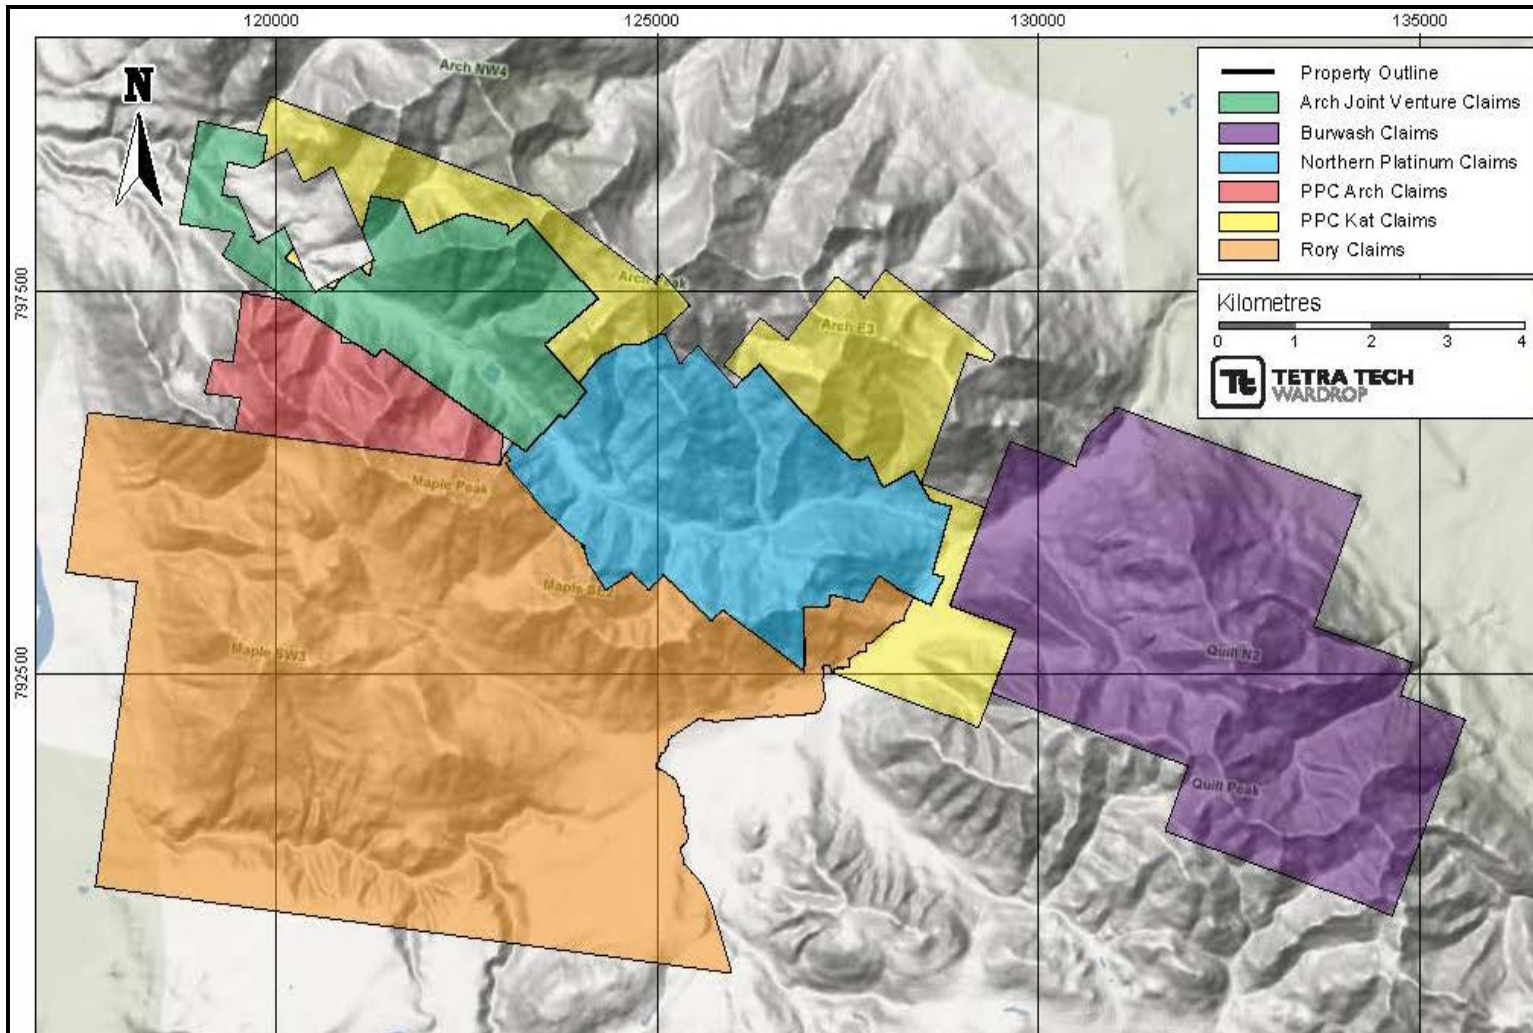 120000 125000 130000 135000
N
Arch NW4
Property Outline
Arch Joint Venture Claims
Burwash Claims
Northern Platinum Claims
PPC Arch Claims
PPC Kat Claims
Rory Claims
797500
Arch Peak
Kilometres
0 1 2 3 4
Arch E3
Tt TETRA TECH
WARDROP
Maple Peak
Maple
Maple SW3
Quill N2
792500
Quill Peak